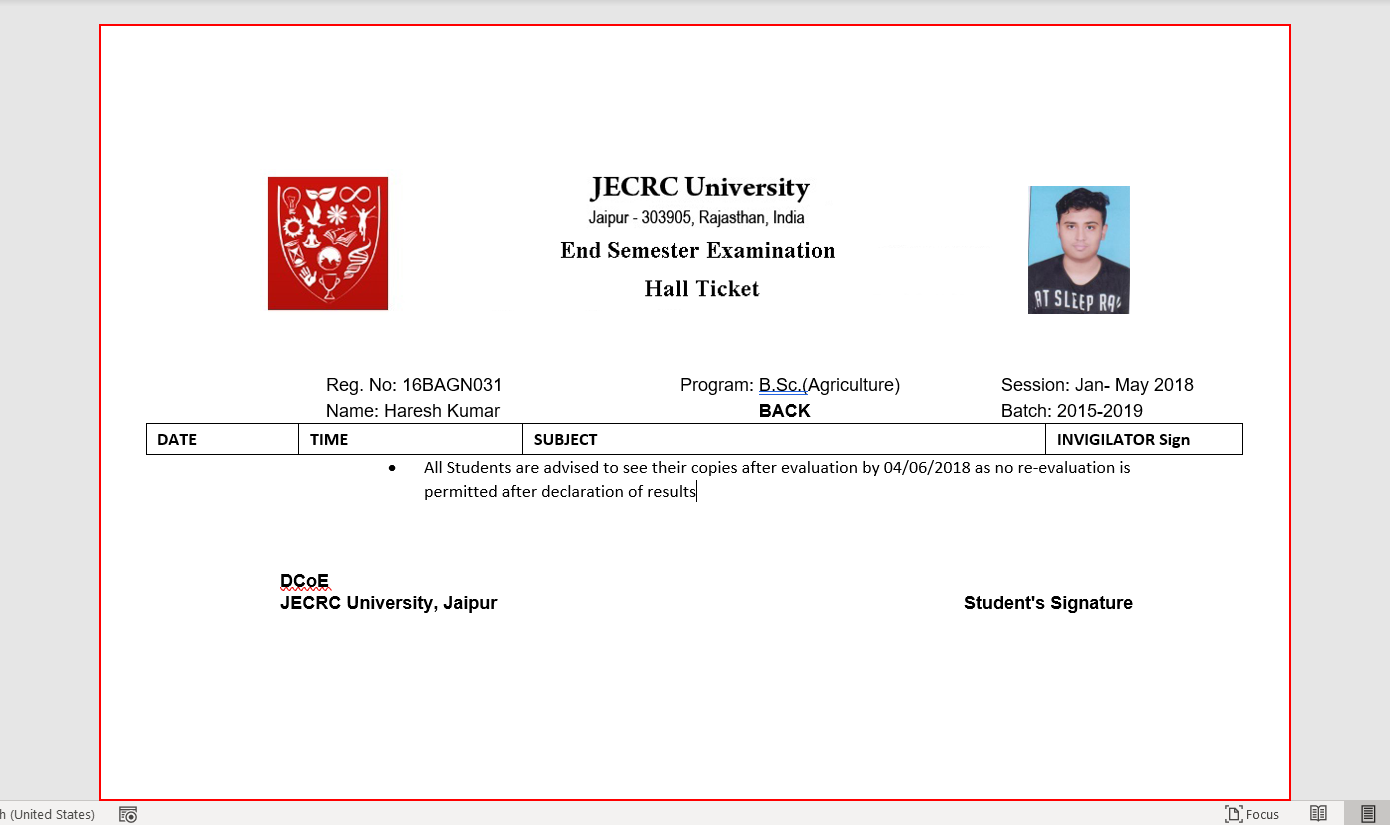 JECRC University
Jaipur - 303905, Rajasthan, India
End Semester Examination
Hall Ticket
AT SLEEP
Reg. No: 16BAGN031 Program: B.Sc.(Agriculture) Session: Jan- May 2018
Name: Haresh Kumar BACK Batch: 2015-2019
DATE TIME SUBJECT INVIGILATOR Sign
• All Students are advised to see their copies after evaluation by 04/06/2018 as no re-evaluation is
permitted after declaration of results
DCoE
JECRC University, Jaipur Student's Signature
(United States) Focus